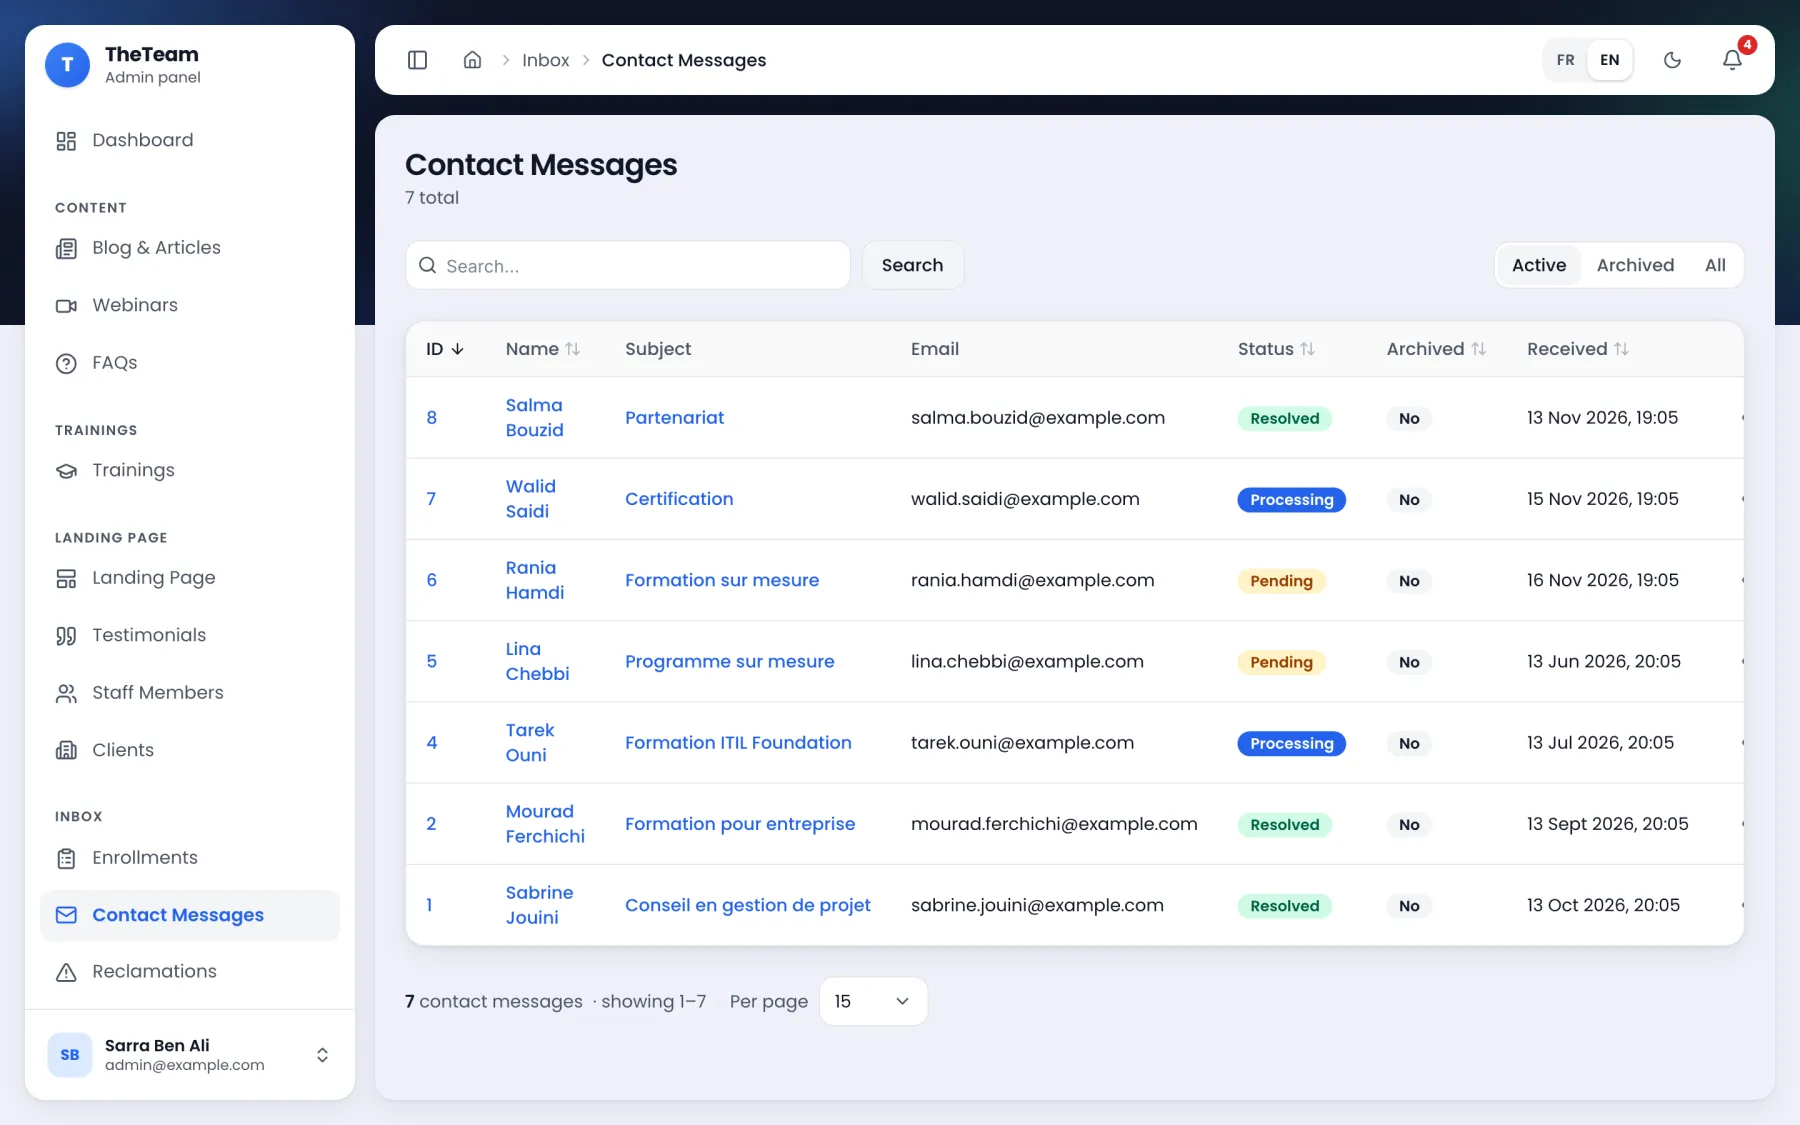 T
TheTeam
Admin panel
Dashboard
CONTENT
Blog & Articles
Webinars
FAQs
TRAININGS
Trainings
LANDING PAGE
Landing Page
Testimonials
Staff Members
Clients
INBOX
Enrollments
Contact Messages
Reclamations
SB
Sarra Ben Ali
admin@example.com
Inbox
Contact Messages
FR
EN
4
Contact Messages
7 total
Search...
Search
Active
Archived
All
ID
Name
Subject
Email
Status
Archived
Received
8
Salma
Bouzid
Partenariat
salma.bouzid@example.com
Resolved
No
13 Nov 2026, 19:05
7
Walid
Saidi
Certification
walid.saidi@example.com
Processing
No
15 Nov 2026, 19:05
6
Rania
Hamdi
Formation sur mesure
rania.hamdi@example.com
Pending
No
16 Nov 2026, 19:05
5
Lina
Chebbi
Programme sur mesure
lina.chebbi@example.com
Pending
No
13 Jun 2026, 20:05
4
Tarek
Ouni
Formation ITIL Foundation
tarek.ouni@example.com
Processing
No
13 Jul 2026, 20:05
2
Mourad
Ferchichi
Formation pour entreprise
mourad.ferchichi@example.com
Resolved
No
13 Sept 2026, 20:05
1
Sabrine
Jouini
Conseil en gestion de projet
sabrine.jouini@example.com
Resolved
No
13 Oct 2026, 20:05
7 contact messages · showing 1–7
Per page
15